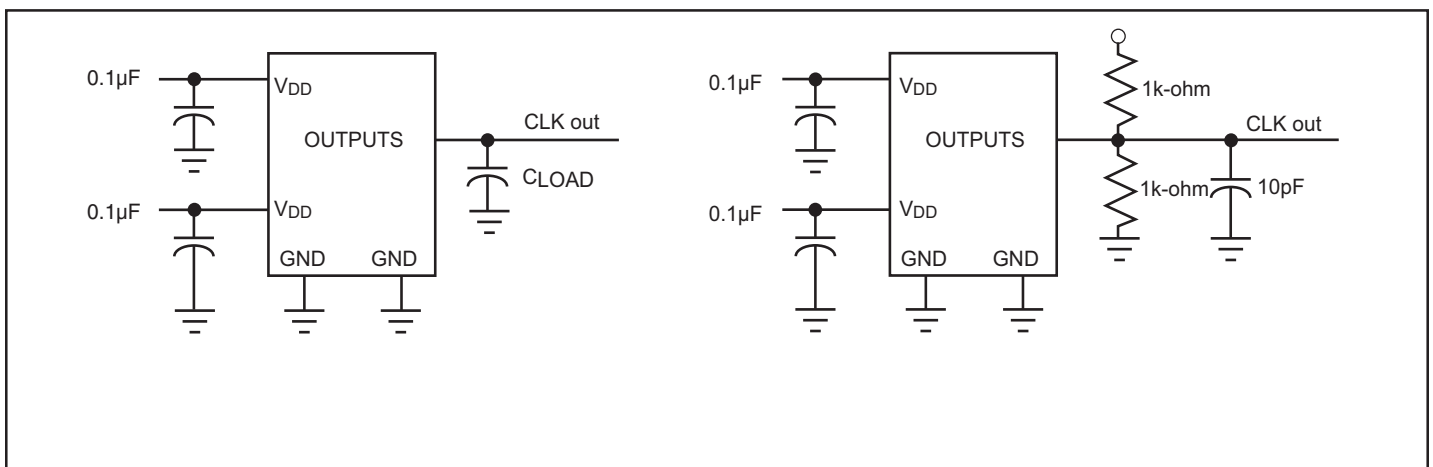 0.1µF
VDD
OUTPUTS
CLK out
CLOAD
0.1µF
VDD
GND GND
0.1µF
VDD
1k-ohm
OUTPUTS
CLK out
1k-ohm
10pF
0.1µF
VDD
GND GND